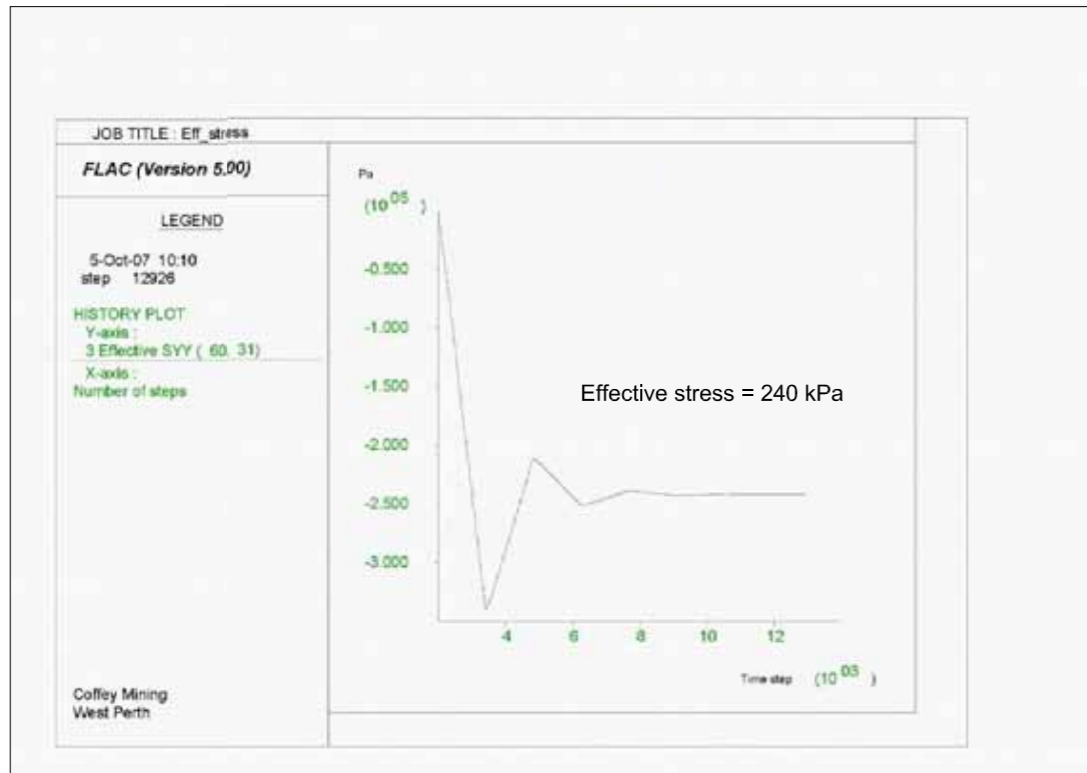 JOB TITLE : Eff_stress
FLAC (Version 5.00)
LEGEND
5-Oct-07 10:10
step 12926
HISTORY PLOT
Y-axis :
3 Effective SYY ( 60, 31)
X-axis :
Number of steps
Coffey Mining
West Perth
Pa
(10 05 )
-0.500
-1.000
-1.500
-2.000
-2.500
-3.000
Effective stress = 240 kPa
4 6 8 10 12
Time step (10 03 )